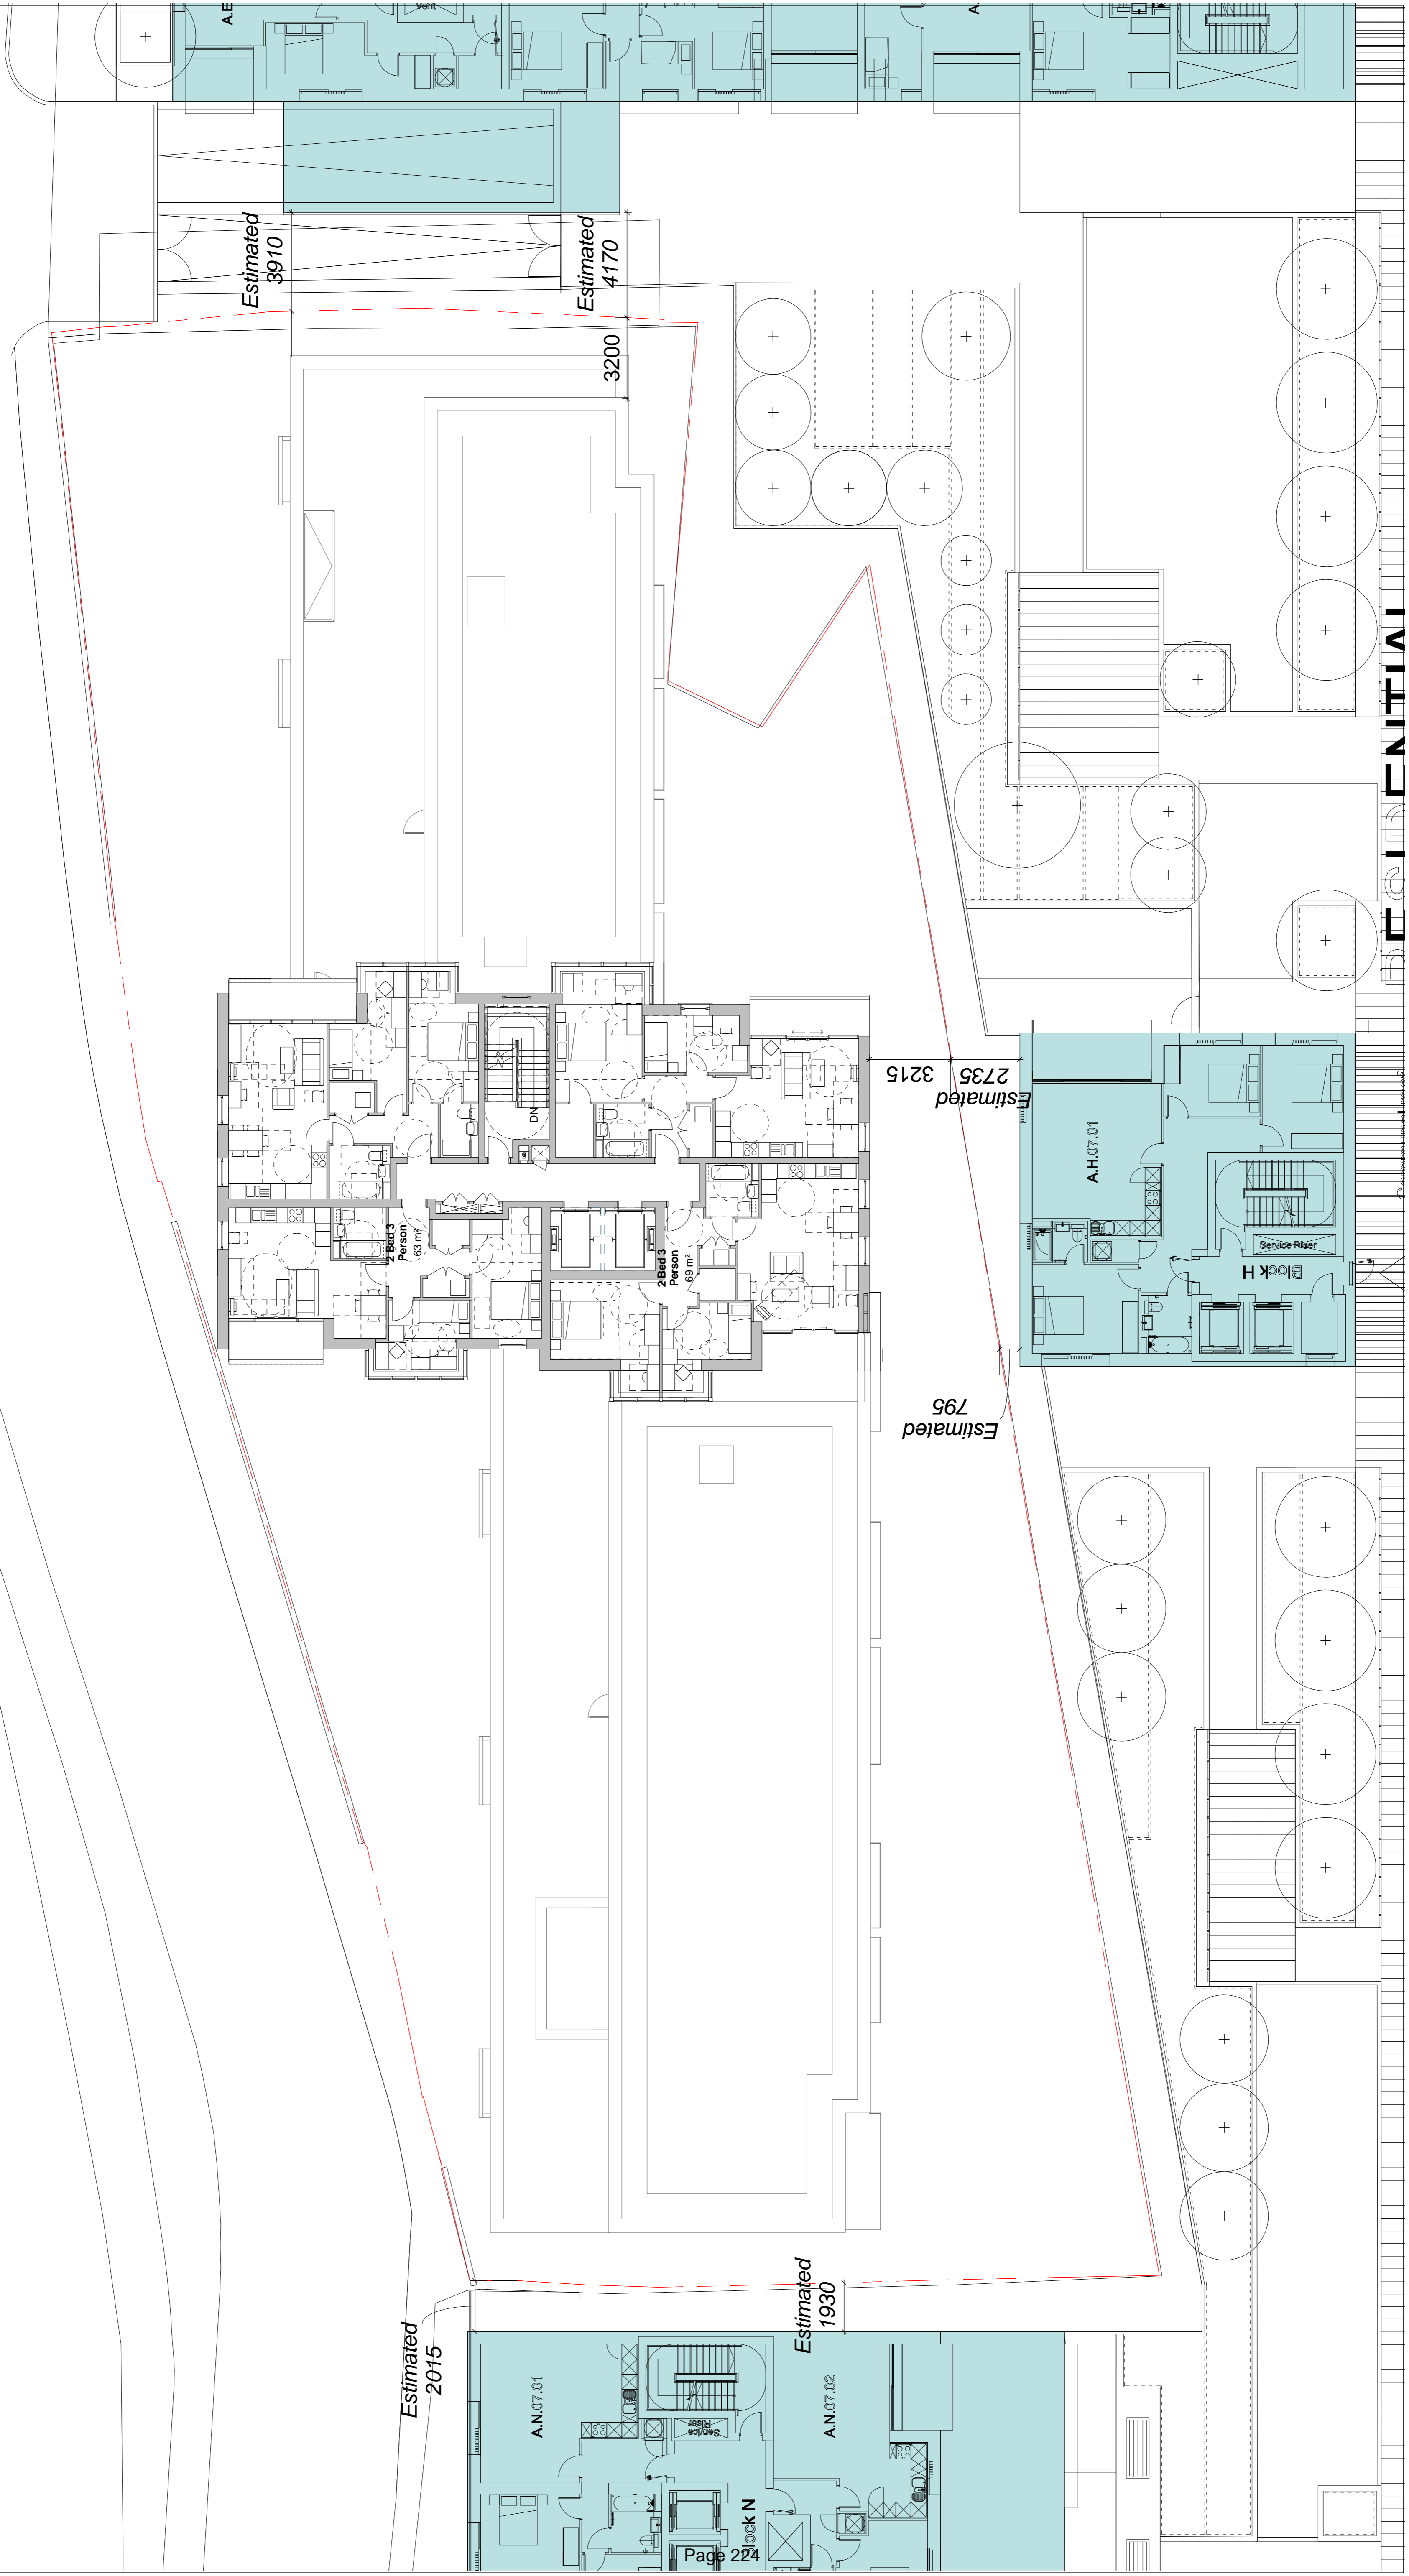 A.E
Vent
A.
Estimated
3910
Estimated
4170
3200
RESIDENTIAL
DN
3215
2735
Estimated
A.H.07.01
2 Bed 3
Person
63 m²
2 Bed 3
Person
69 m²
Service Riser
Block H
795
Estimated
Estimated
1930
Estimated
2015
A.N.07.01
Service
Riser
A.N.07.02
Block N
Page 224